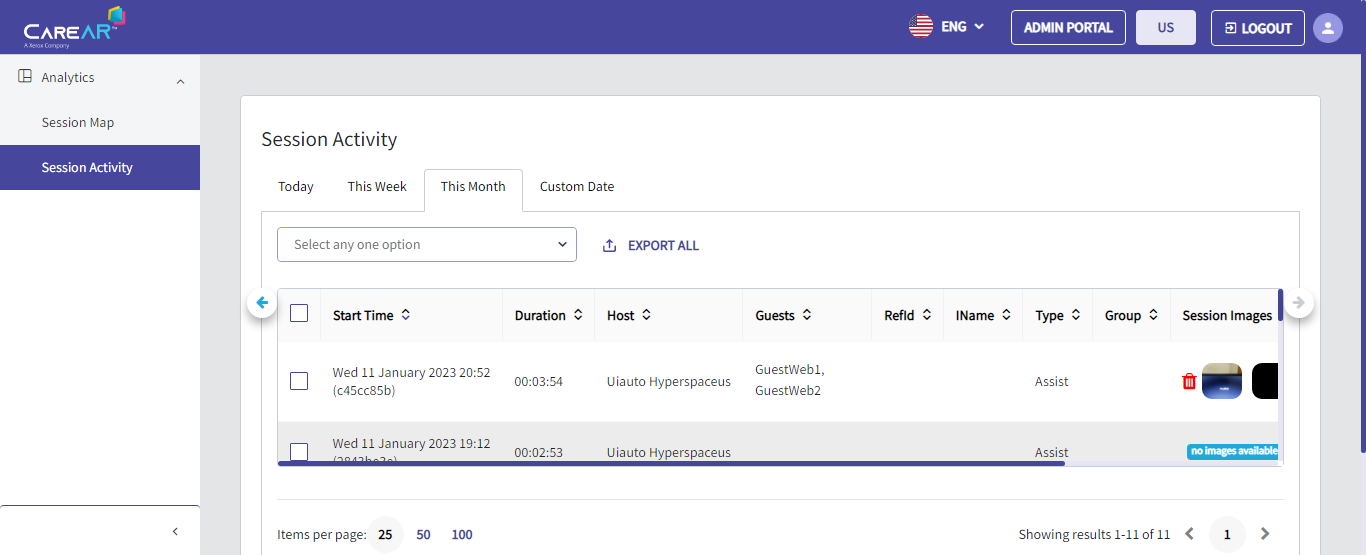 CAREAR™
A Xerox Company
ENG
ADMIN PORTAL
US
LOGOUT
Analytics
Session Map
Session Activity
Session Activity
Today
This Week
This Month
Custom Date
Select any one option
EXPORT ALL
Start Time
Duration
Host
Guests
RefId
IName
Type
Group
Session Images
Wed 11 January 2023 20:52
(c45cc85b)
00:03:54
Uiauto Hyperspaceus
GuestWeb1,
GuestWeb2
Assist
Wed 11 January 2023 19:12
00:02:53
Uiauto Hyperspaceus
Assist
no images available
Items per page:
25
50
100
Showing results 1-11 of 11
1